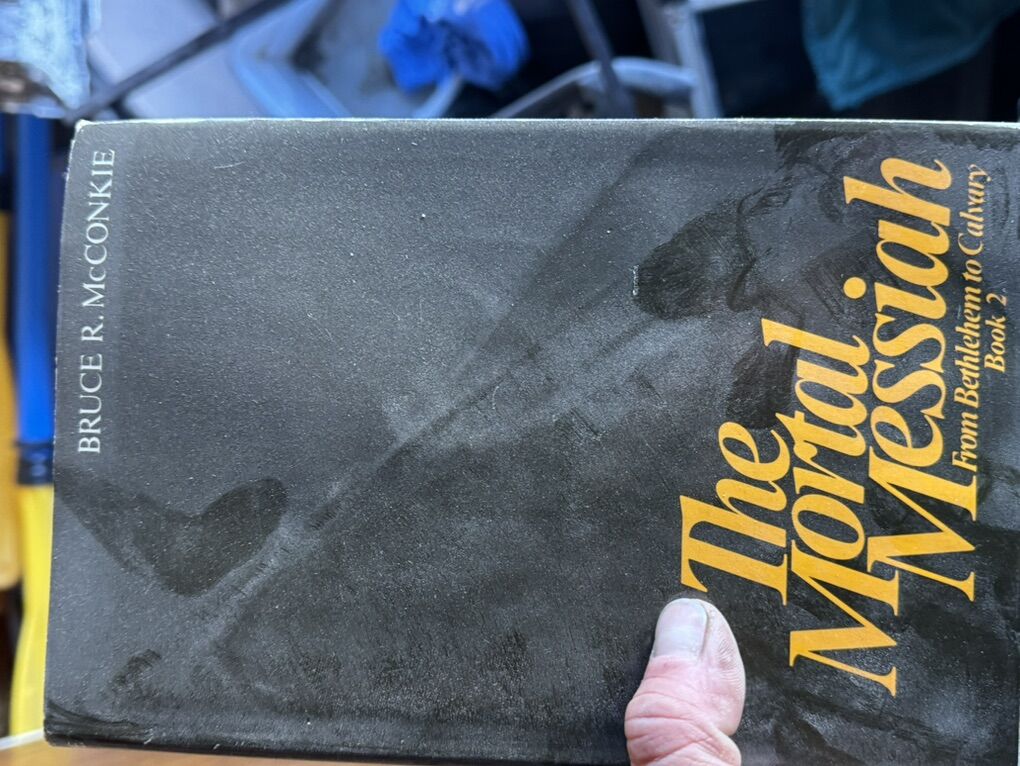 The
Mortal
Messiah
From Bethlehem to Calvary
Book 2
BRUCE R. McCONKIE